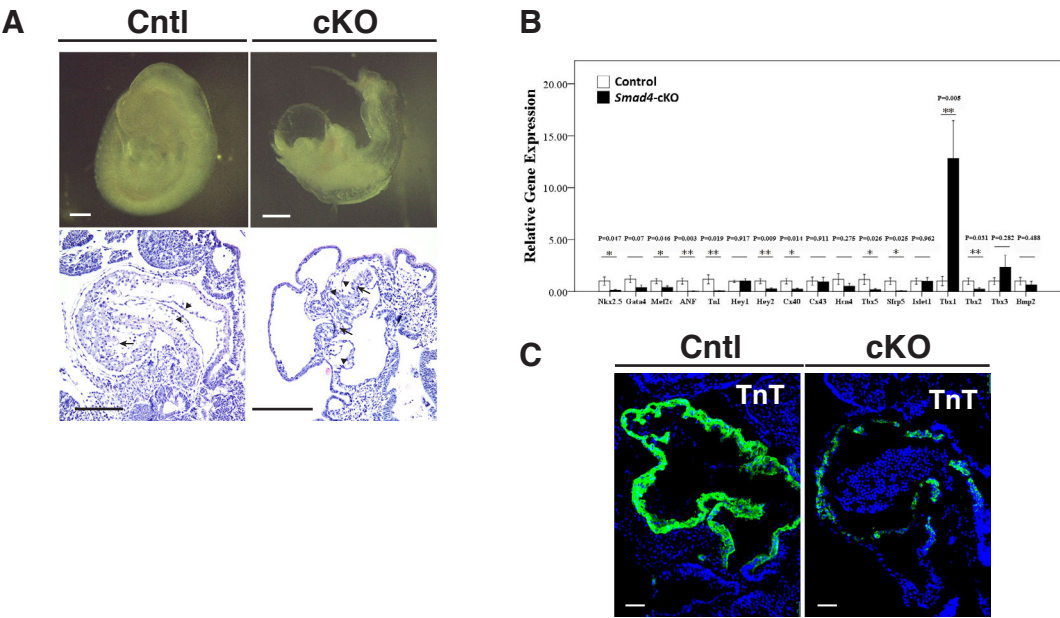 A
Cntl cKO
B
Control
Smad4-cKO
Relative Gene Expression
20.00
15.00
10.00
5.00
0.00
P=0.047 P=0.07 P=0.046 P=0.003 P=0.019 P=0.917 P=0.009 P=0.014 P=0.911 P=0.275 P=0.026 P=0.025 P=0.962 P=0.005 P=0.031 P=0.282 P=0.488
* * ** ** ** * * * ** **
Nkx2.5 Gata4 Mef2c ANF TnI Hey1 Hey2 Cx40 Cx43 Hcn4 Tbx5 Sfrp5 Islet1 Tbx1 Tbx2 Tbx3 Bmp2
C
Cntl cKO
TnT TnT